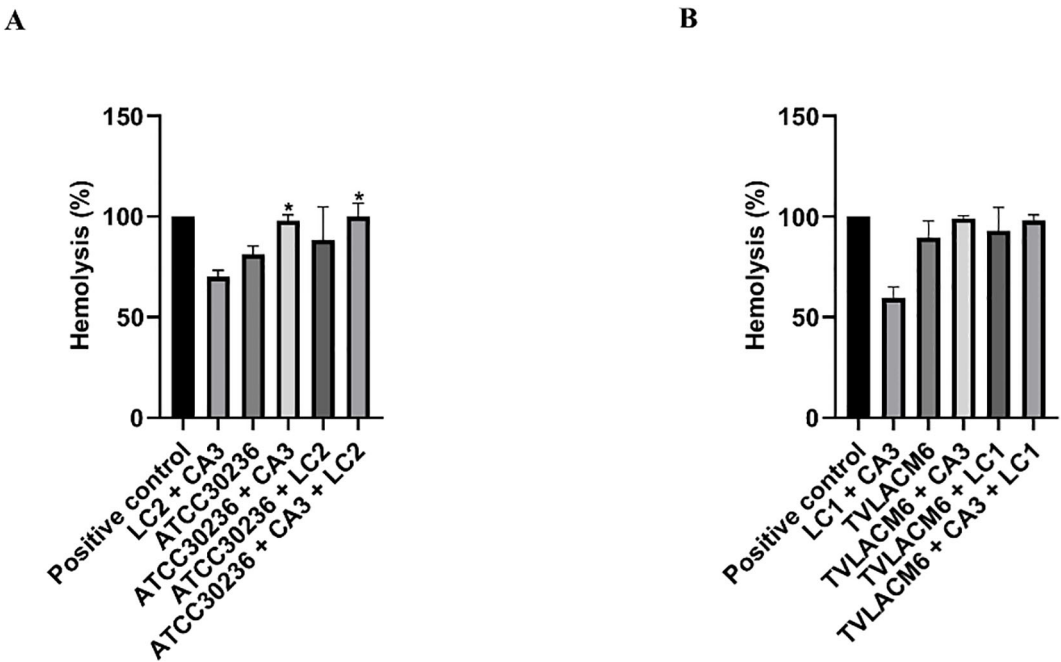 A
150
100
50
0
Hemolysis (%)
*
*
Positive control
LC2 + CA3
ATCC30236
ATCC30236 + CA3
ATCC30236 + LC2
ATCC30236 + CA3 + LC2
B
150
100
50
0
Hemolysis (%)
Positive control
LC1 + CA3
TVLACM6
TVLACM6 + CA3
TVLACM6 + LC1
TVLACM6 + CA3 + LC1